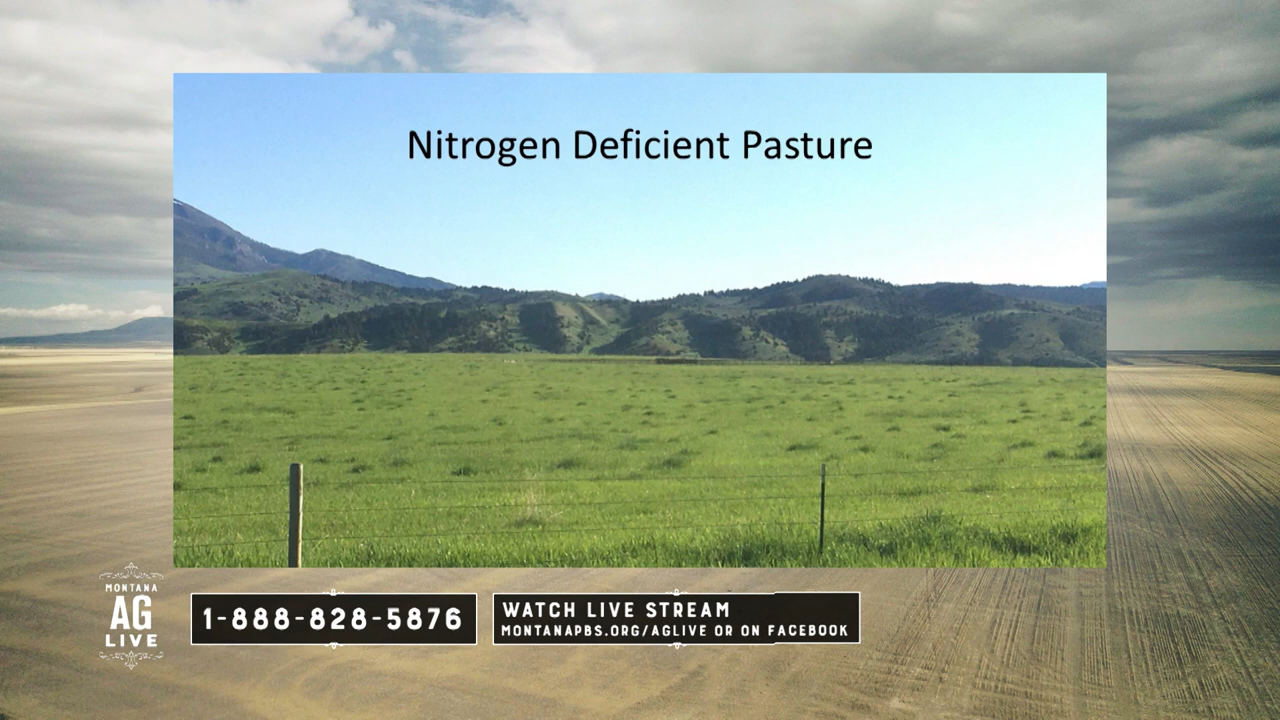 Nitrogen Deficient Pasture
MONTANA
AG
LIVE
1-888-828-5876
WATCH LIVE STREAM
MONTANAPBS.ORG/AGLIVE OR ON FACEBOOK